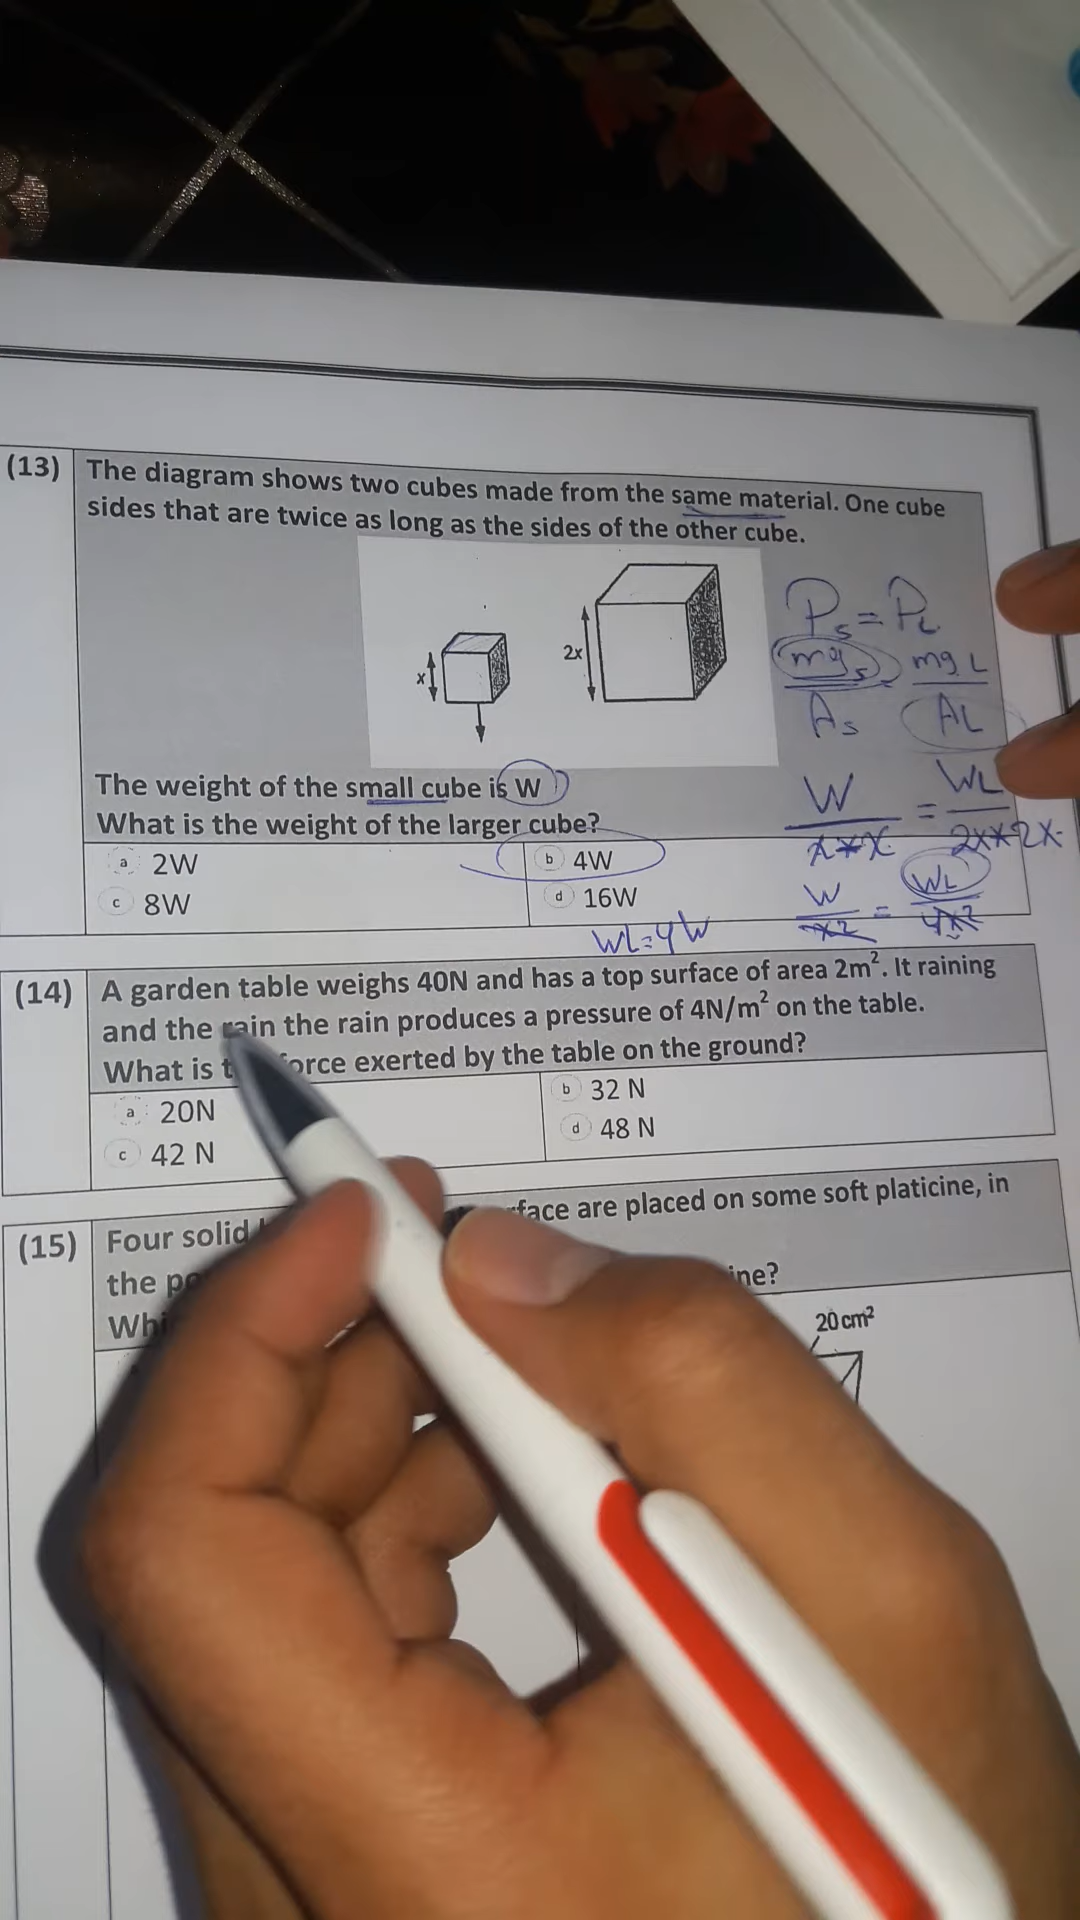 (13) The diagram shows two cubes made from the same material. One cube
sides that are twice as long as the sides of the other cube.
x
2x
Ps = PL
mgs = mg L
As AL
The weight of the small cube is W
What is the weight of the larger cube?
W = WL
x*x 2x*2x
a 2W b 4W
c 8W d 16W
W = WL
x2 4x2
WL=4W
(14) A garden table weighs 40N and has a top surface of area 2m². It raining
and the rain the rain produces a pressure of 4N/m² on the table.
What is force exerted by the table on the ground?
a 20N b 32 N
c 42 N d 48 N
(15) Four solid face are placed on some soft platicine, in
the ine?
20 cm²